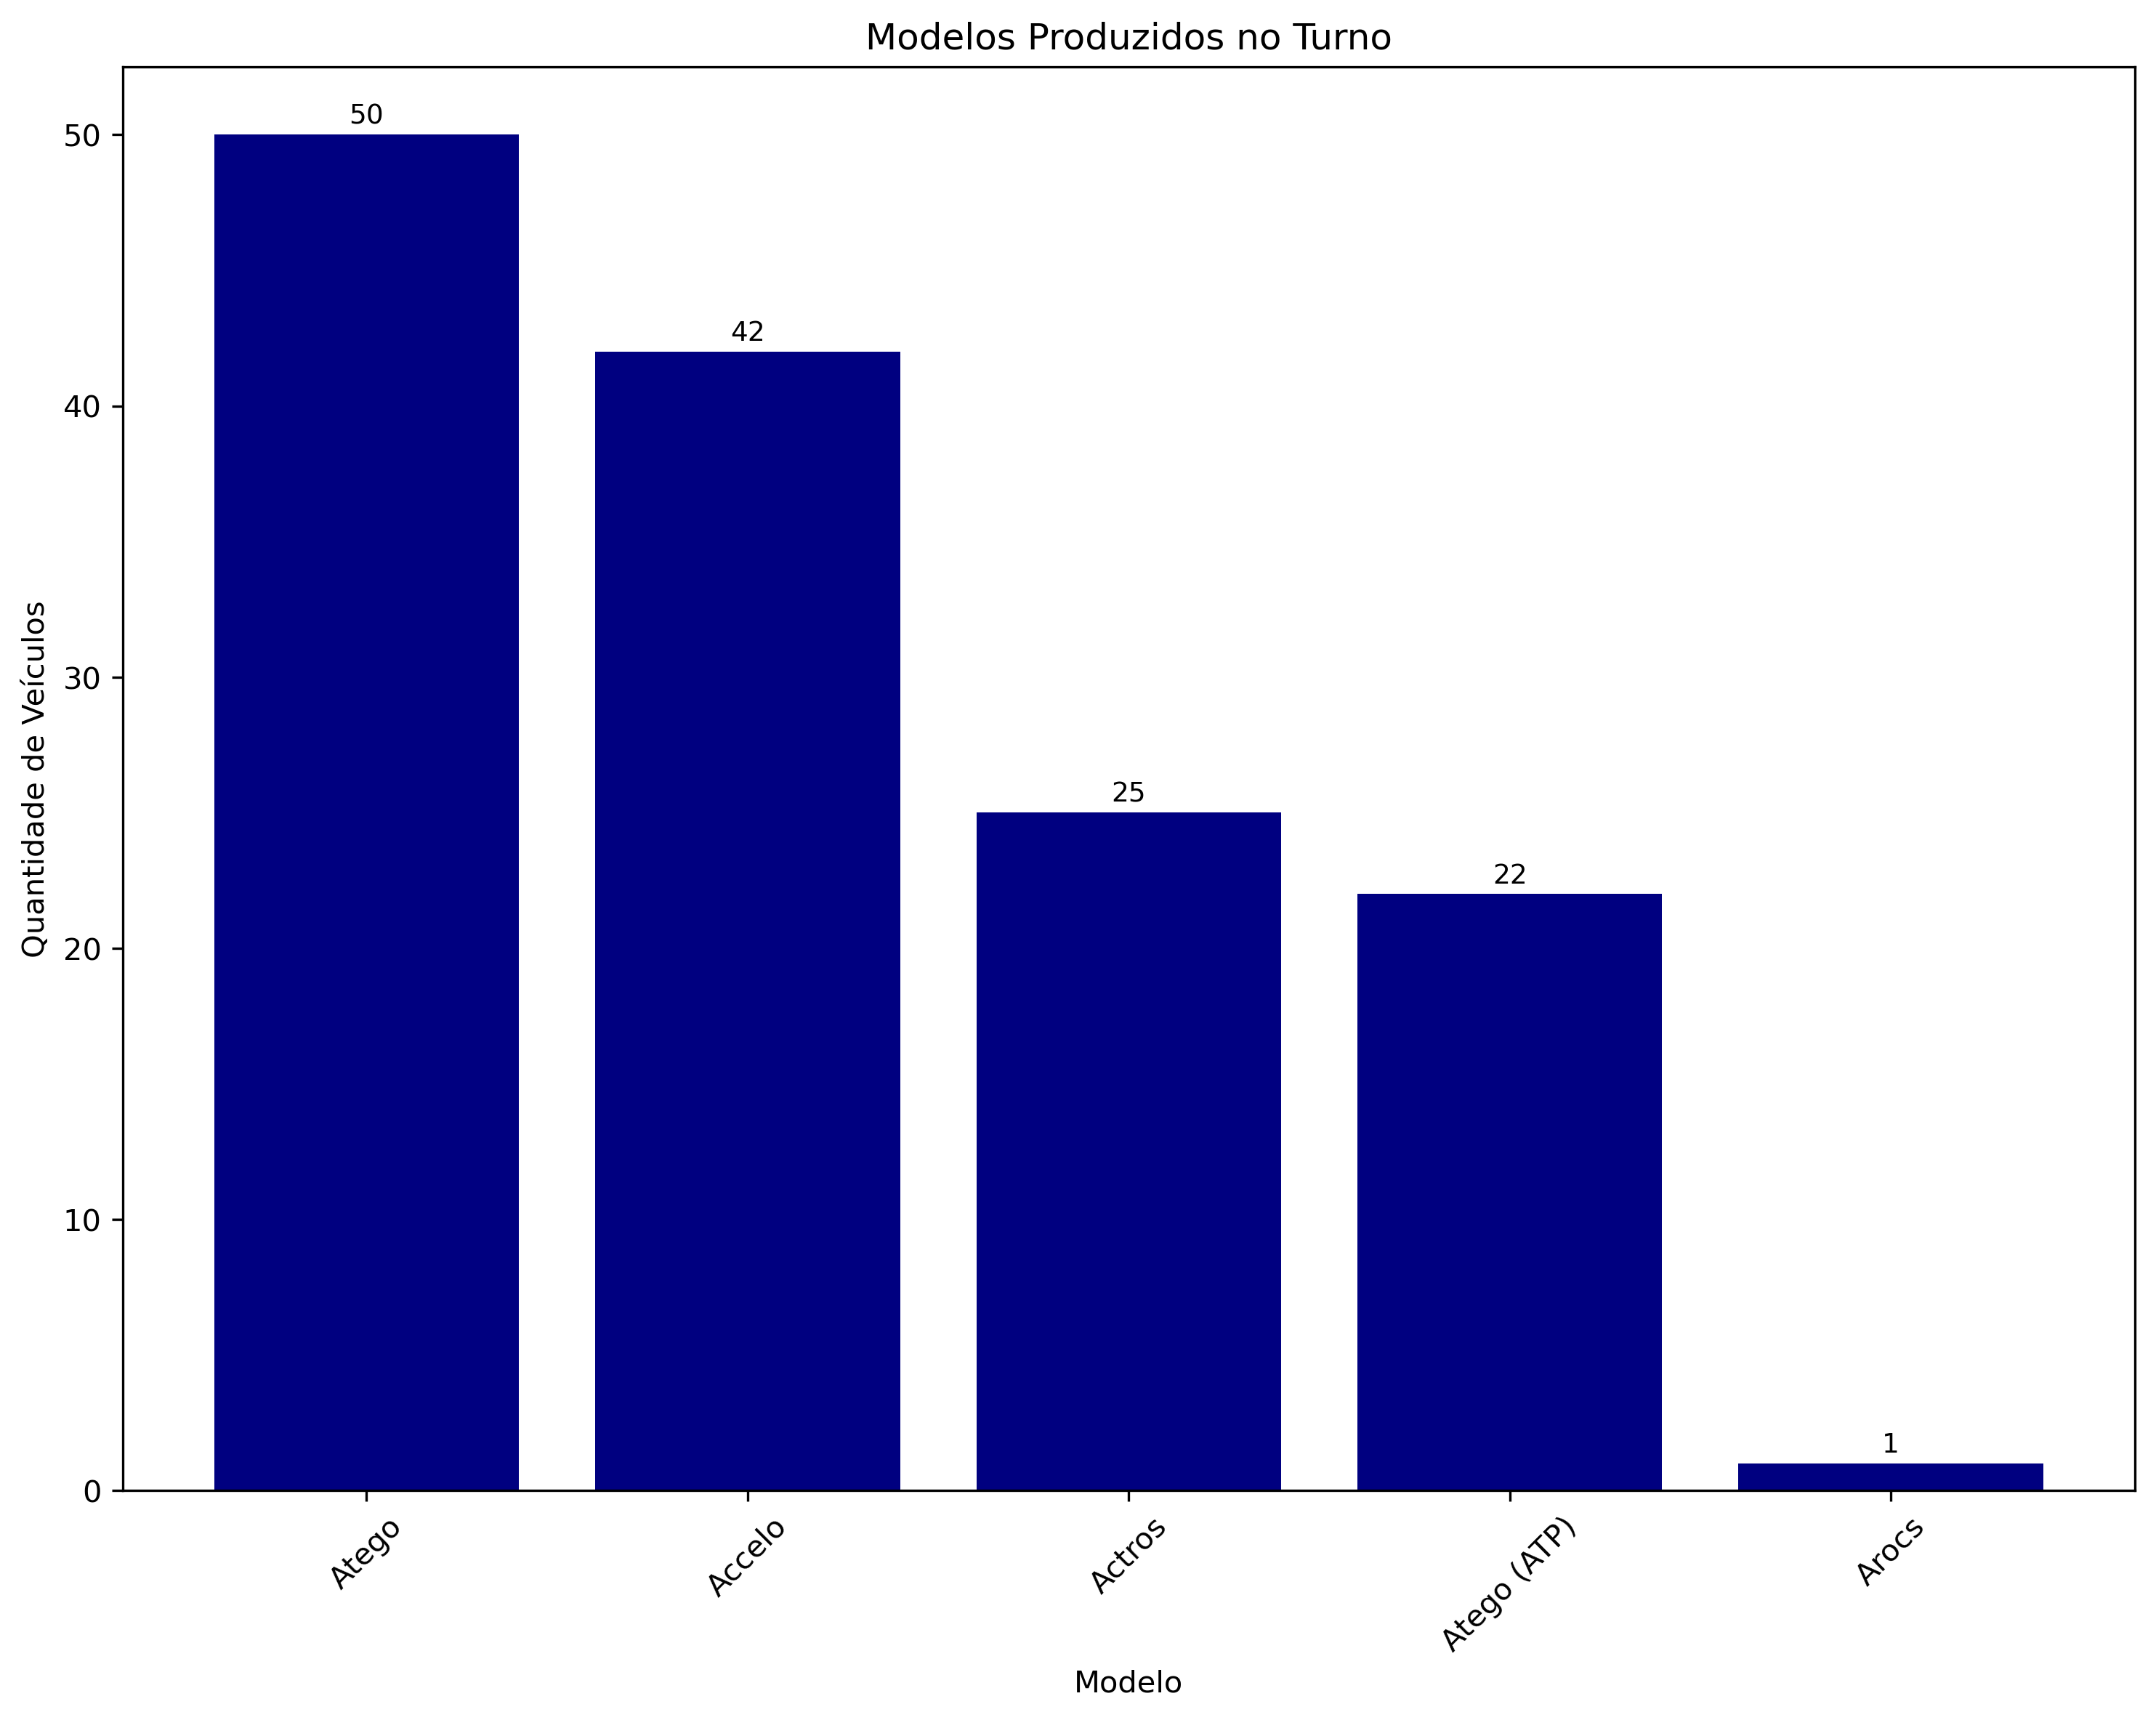 Modelos Produzidos no Turno
Quantidade de Veículos
50
40
30
20
10
0
50
42
25
22
1
Atego
Accelo
Actros
Atego (ATP)
Arocs
Modelo